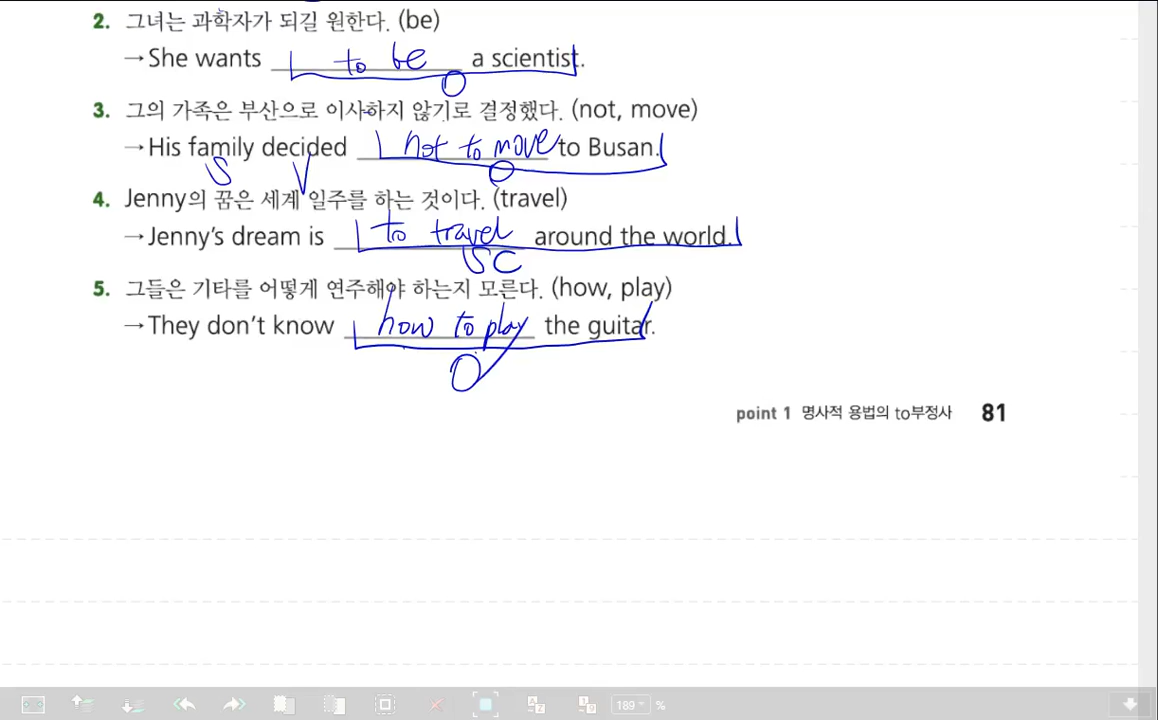 2. 그녀는 과학자가 되길 원한다. (be)
→ She wants to be a scientist.
O
3. 그의 가족은 부산으로 이사하지 않기로 결정했다. (not, move)
→ His family decided not to move to Busan.
S V O
4. Jenny의 꿈은 세계 일주를 하는 것이다. (travel)
→ Jenny's dream is to travel around the world.
SC
5. 그들은 기타를 어떻게 연주해야 하는지 모른다. (how, play)
→ They don't know how to play the guitar.
O
point 1 명사적 용법의 to부정사 81
189 %